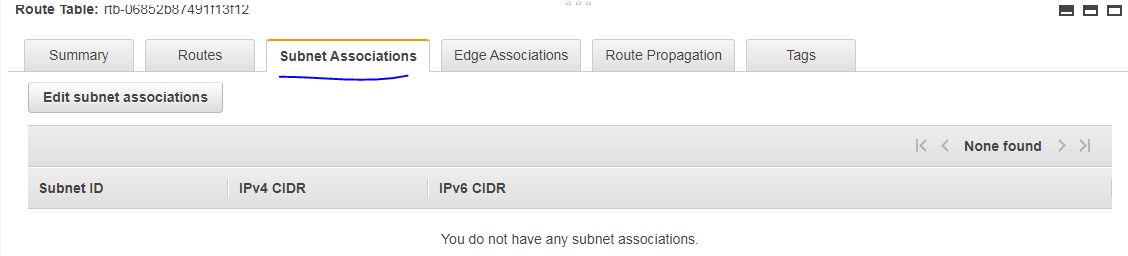 Route Table: rtb-06852b87491f13f12
Summary Routes Subnet Associations Edge Associations Route Propagation Tags
Edit subnet associations
None found
Subnet ID IPv4 CIDR IPv6 CIDR
You do not have any subnet associations.